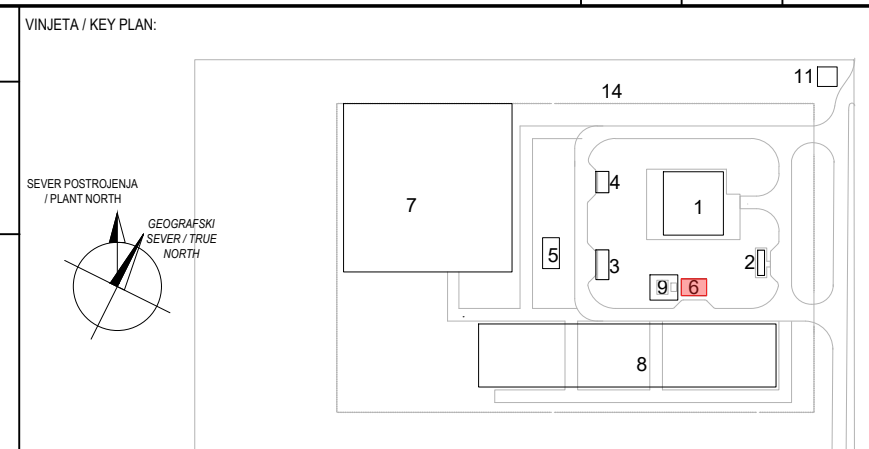 VINJETA / KEY PLAN:
11
14
SEVER POSTROJENJA
/ PLANT NORTH
GEOGRAFSKI
SEVER / TRUE
NORTH
7
4
1
5
3
2
9
6
8